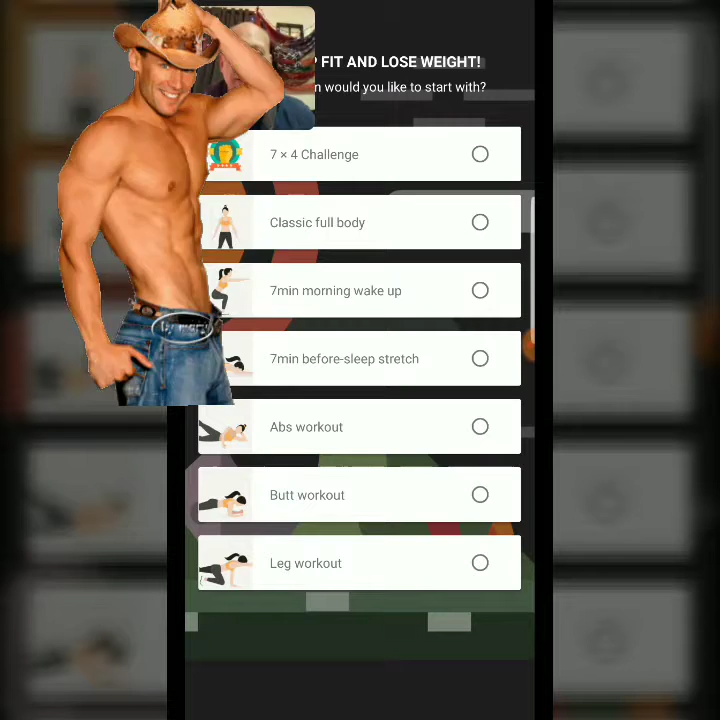 FIT AND LOSE WEIGHT!
would you like to start with?
7 × 4 Challenge
Classic full body
7min morning wake up
7min before-sleep stretch
Abs workout
Butt workout
Leg workout